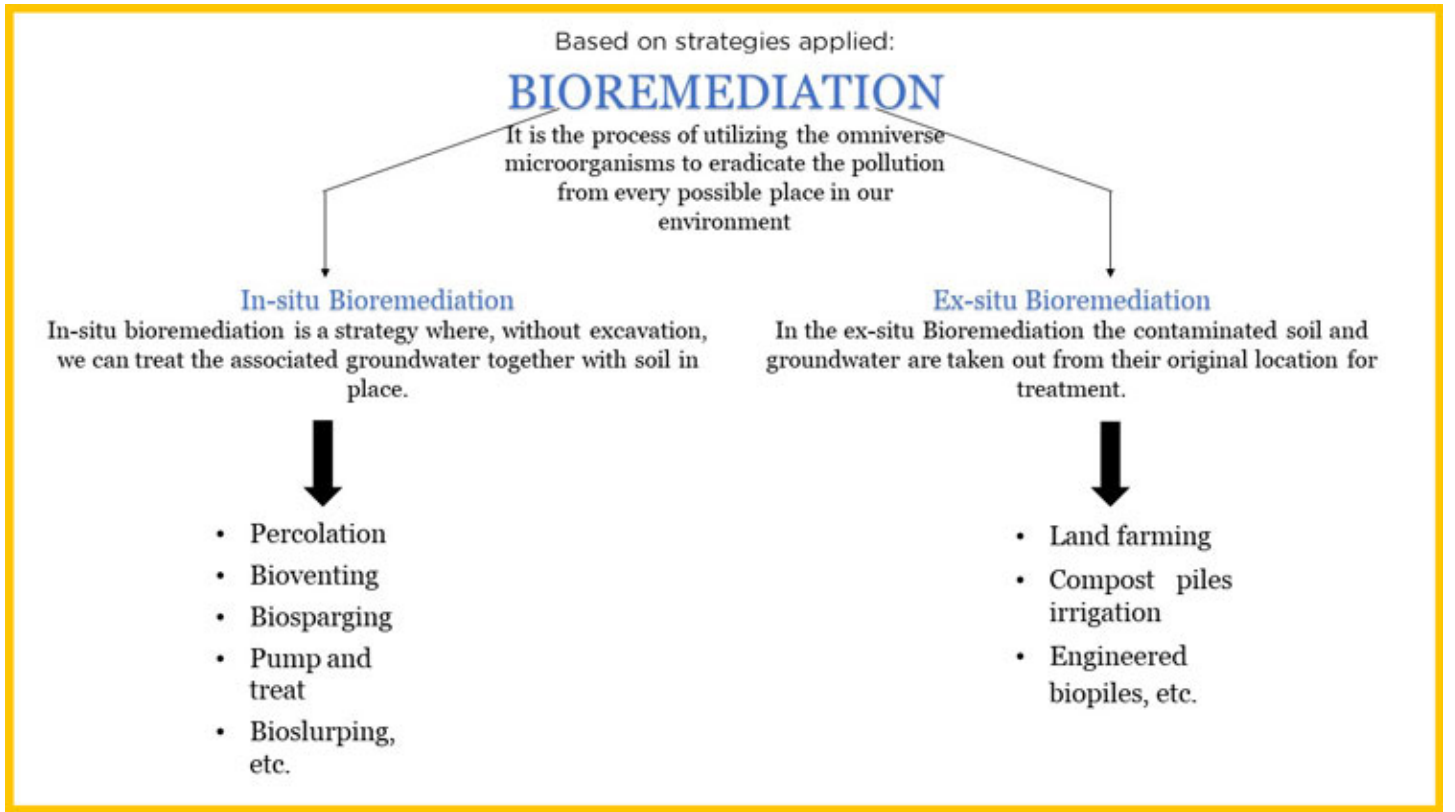 Based on strategies applied:
BIOREMEDIATION
It is the process of utilizing the omniverse
microorganisms to eradicate the pollution
from every possible place in our
environment
In-situ Bioremediation
In-situ bioremediation is a strategy where, without excavation,
we can treat the associated groundwater together with soil in
place.
• Percolation
• Bioventing
• Biosparging
• Pump and
treat
• Bioslurping,
etc.
Ex-situ Bioremediation
In the ex-situ Bioremediation the contaminated soil and
groundwater are taken out from their original location for
treatment.
• Land farming
• Compost piles
irrigation
• Engineered
biopiles, etc.